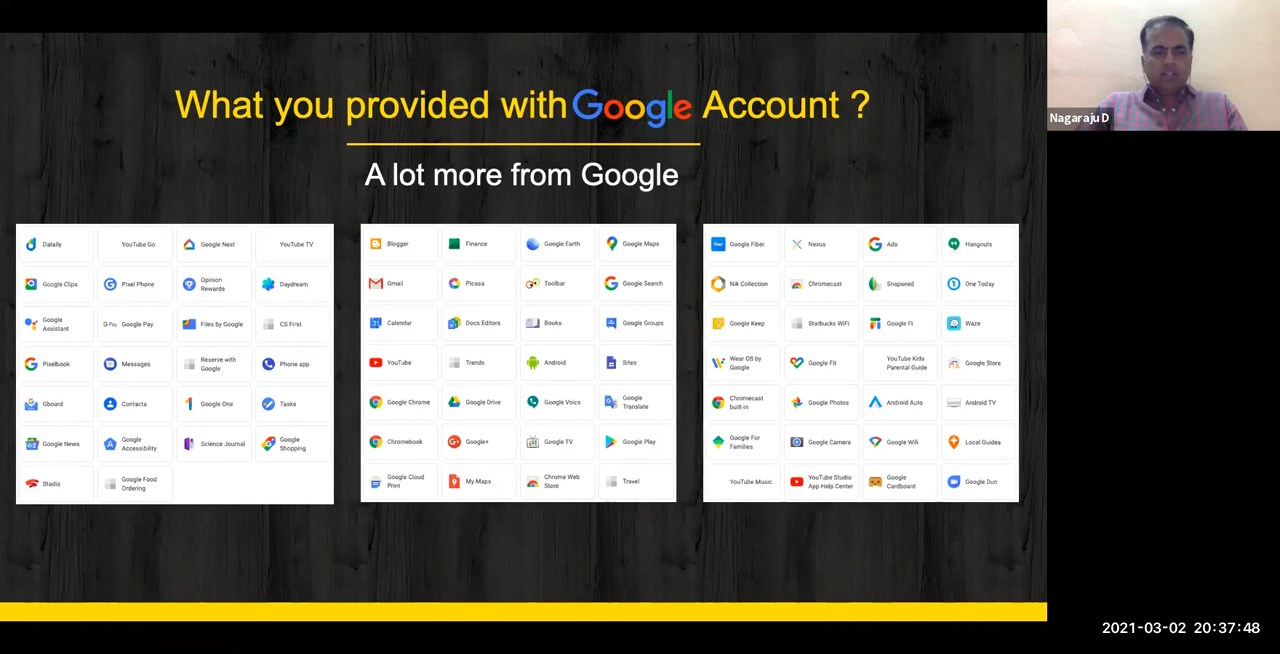 What you provided with Google Account ?
A lot more from Google
Datally
YouTube Go
Google Nest
YouTube TV
Google Clips
Pixel Phone
Opinion
Rewards
Daydream
Google
Assistant
G Pay Google Pay
Files by Google
CS First
Pixelbook
Messages
Reserve with
Google
Phone app
Gboard
Contacts
Google One
Tasks
Google News
Google
Accessibility
Science Journal
Google
Shopping
Stadia
Google Food
Ordering
Blogger
Finance
Google Earth
Google Maps
Gmail
Picasa
Toolbar
Google Search
31 Calendar
Docs Editors
Books
Google Groups
YouTube
Trends
Android
Sites
Google Chrome
Google Drive
Google Voice
Google
Translate
Chromebook
Google+
Google TV
Google Play
Google Cloud
Print
My Maps
Chrome Web
Store
Travel
Google Fiber
Nexus
Ads
Hangouts
Nik Collection
Chromecast
Snapseed
One Today
Google Keep
Starbucks WiFi
Google Fi
Waze
Wear OS by
Google
Google Fit
YouTube Kids
Parental Guide
Google Store
Chromecast
built-in
Google Photos
Android Auto
Android TV
Google For
Families
Google Camera
Google Wifi
Local Guides
YouTube Music
YouTube Studio
App Help Center
Google
Cardboard
Google Duo
Nagaraju D
2021-03-02 20:37:48